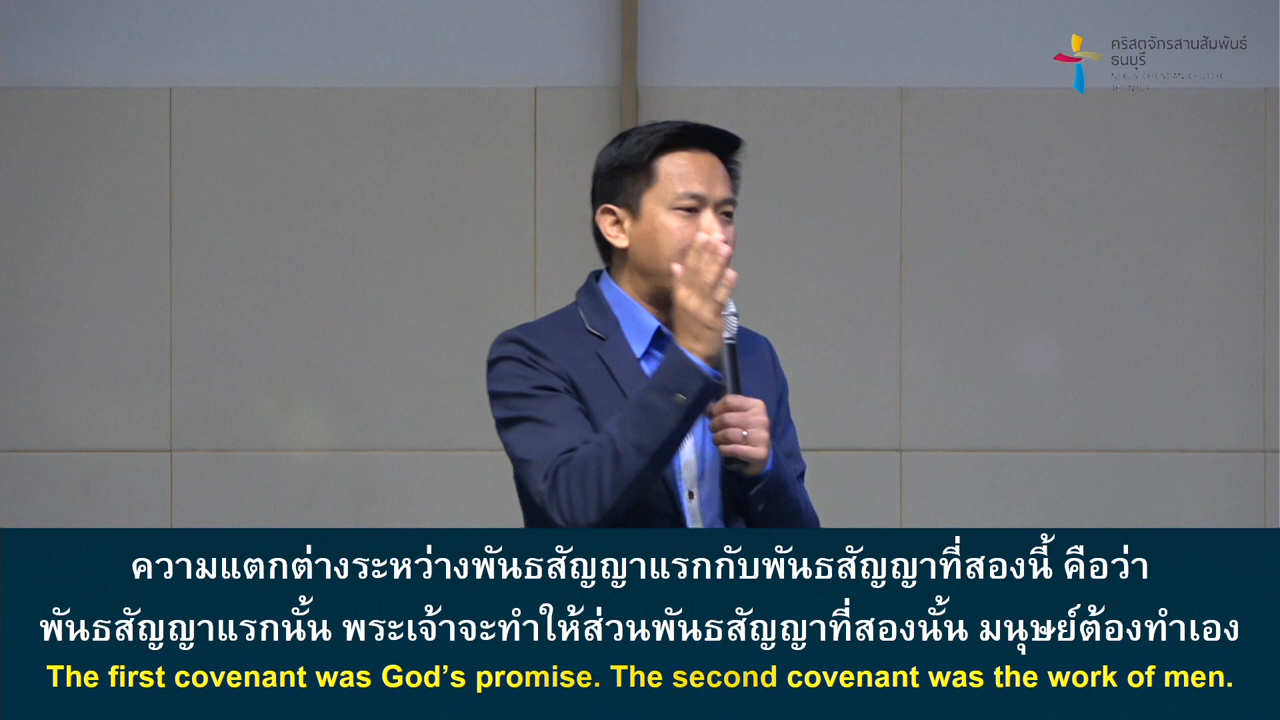 คริสตจักรสานสัมพันธ์
ธนบุรี
NEXUS CHRISTIAN CHURCH
ความแตกต่างระหว่างพันธสัญญาแรกกับพันธสัญญาที่สองนี้ คือว่า
พันธสัญญาแรกนั้น พระเจ้าจะทำให้ส่วนพันธสัญญาที่สองนั้น มนุษย์ต้องทำเอง
The first covenant was God’s promise. The second covenant was the work of men.